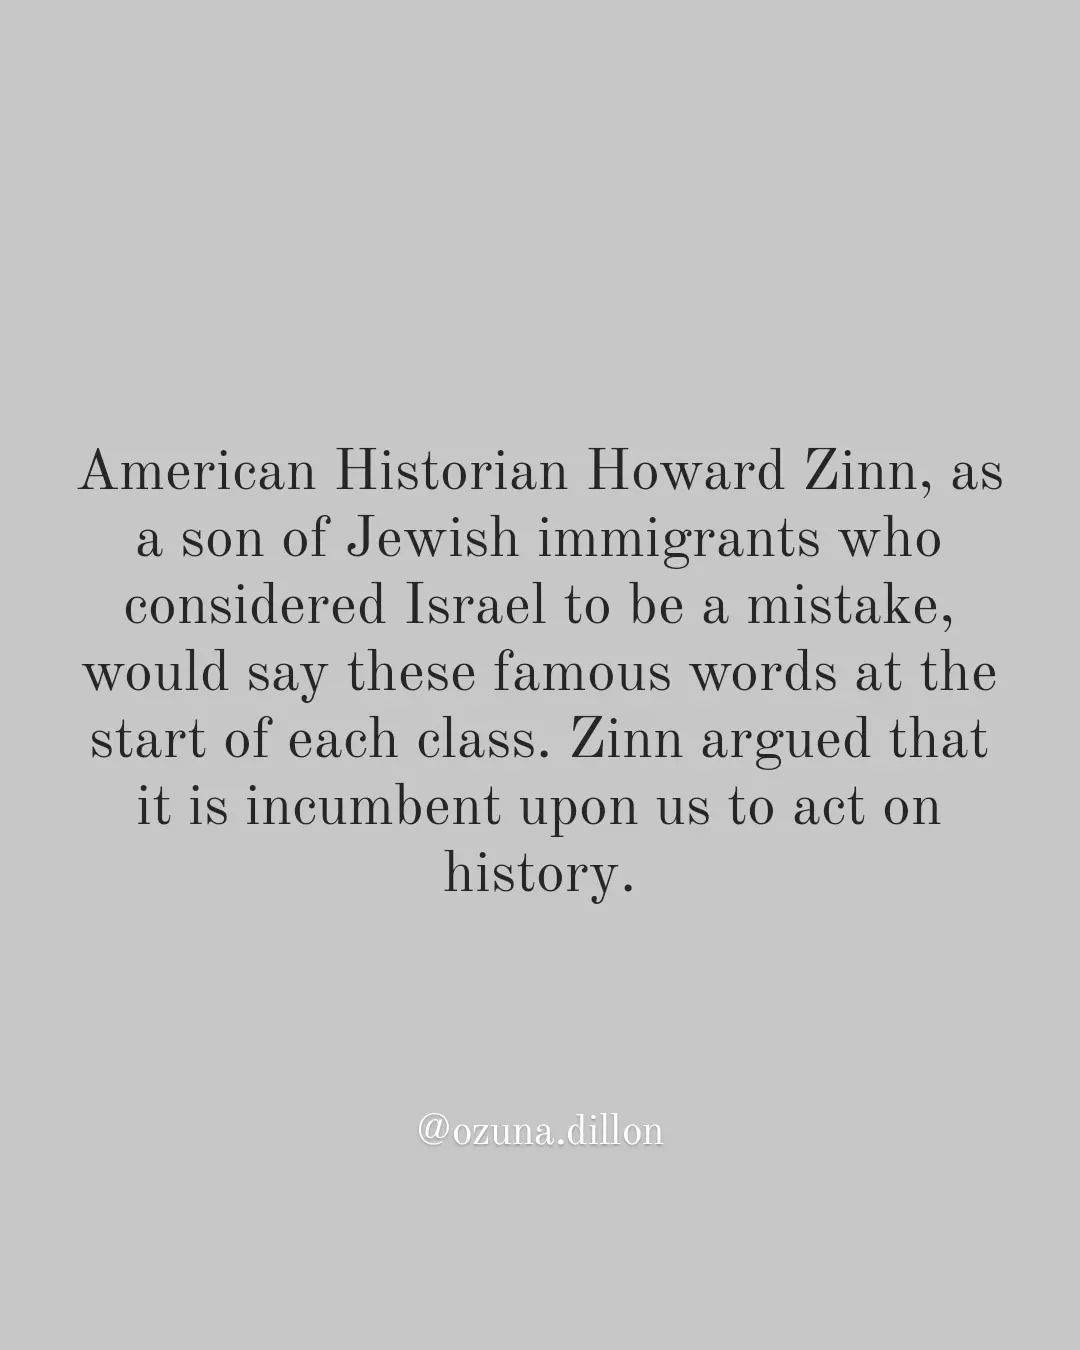 American Historian Howard Zinn, as
a son of Jewish immigrants who
considered Israel to be a mistake,
would say these famous words at the
start of each class. Zinn argued that
it is incumbent upon us to act on
history.
@ozuna.dillon